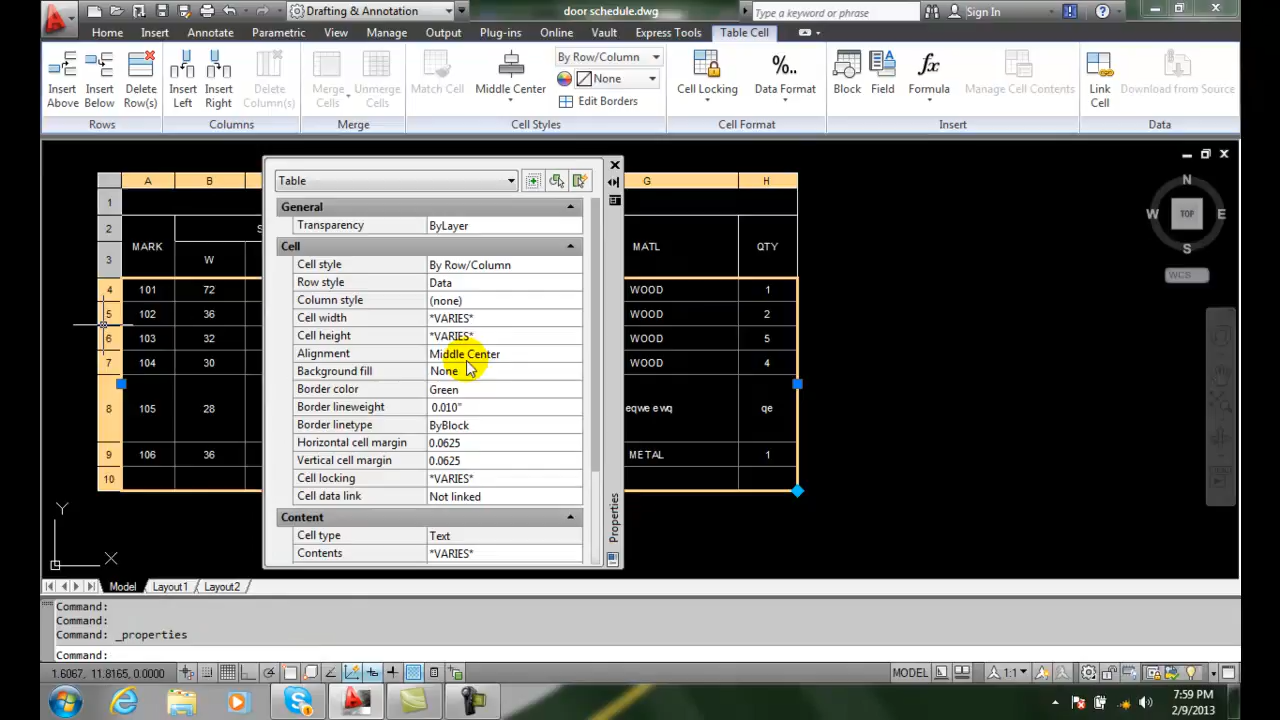 Drafting & Annotation
door schedule.dwg
Type a keyword or phrase
Sign In
Home Insert Annotate Parametric View Manage Output Plug-ins Online Vault Express Tools Table Cell
By Row/Column
None
Edit Borders
Insert Above
Insert Below
Delete Row(s)
Insert Left
Insert Right
Delete Column(s)
Merge Cells
Unmerge Cells
Match Cell
Middle Center
Cell Locking
%..
Data Format
Block
Field
fx
Formula
Manage Cell Contents
Link Cell
Download from Source
Rows Columns Merge Cell Styles Cell Format Insert Data
A B G H
1
2 S
MARK MATL QTY
3 W
4 101 72 WOOD 1
5 102 36 WOOD 2
6 103 32 WOOD 5
7 104 30 WOOD 4
8 105 28 eqwe ewq qe
9 106 36 METAL 1
10
Table
General
Transparency ByLayer
Cell
Cell style By Row/Column
Row style Data
Column style (none)
Cell width *VARIES*
Cell height *VARIES*
Alignment Middle Center
Background fill None
Border color Green
Border lineweight 0.010"
Border linetype ByBlock
Horizontal cell margin 0.0625
Vertical cell margin 0.0625
Cell locking *VARIES*
Cell data link Not linked
Content
Cell type Text
Contents *VARIES*
Properties
N
W TOP E
S
WCS
Y
X
Model Layout1 Layout2
Command:
Command:
Command: _properties
Command:
1.6067, 11.8165, 0.0000
MODEL
1:1
7:59 PM
2/9/2013